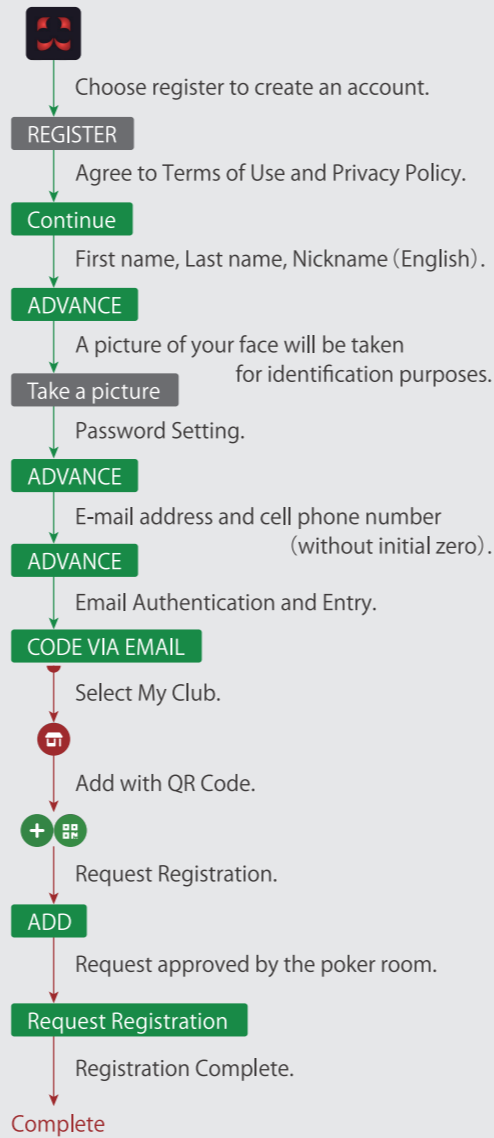 Choose register to create an account.
REGISTER
Agree to Terms of Use and Privacy Policy.
Continue
First name, Last name, Nickname（English）.
ADVANCE
A picture of your face will be taken
for identification purposes.
Take a picture
Password Setting.
ADVANCE
E-mail address and cell phone number
（without initial zero）.
ADVANCE
Email Authentication and Entry.
CODE VIA EMAIL
Select My Club.
Add with QR Code.
Request Registration.
ADD
Request approved by the poker room.
Request Registration
Registration Complete.
Complete